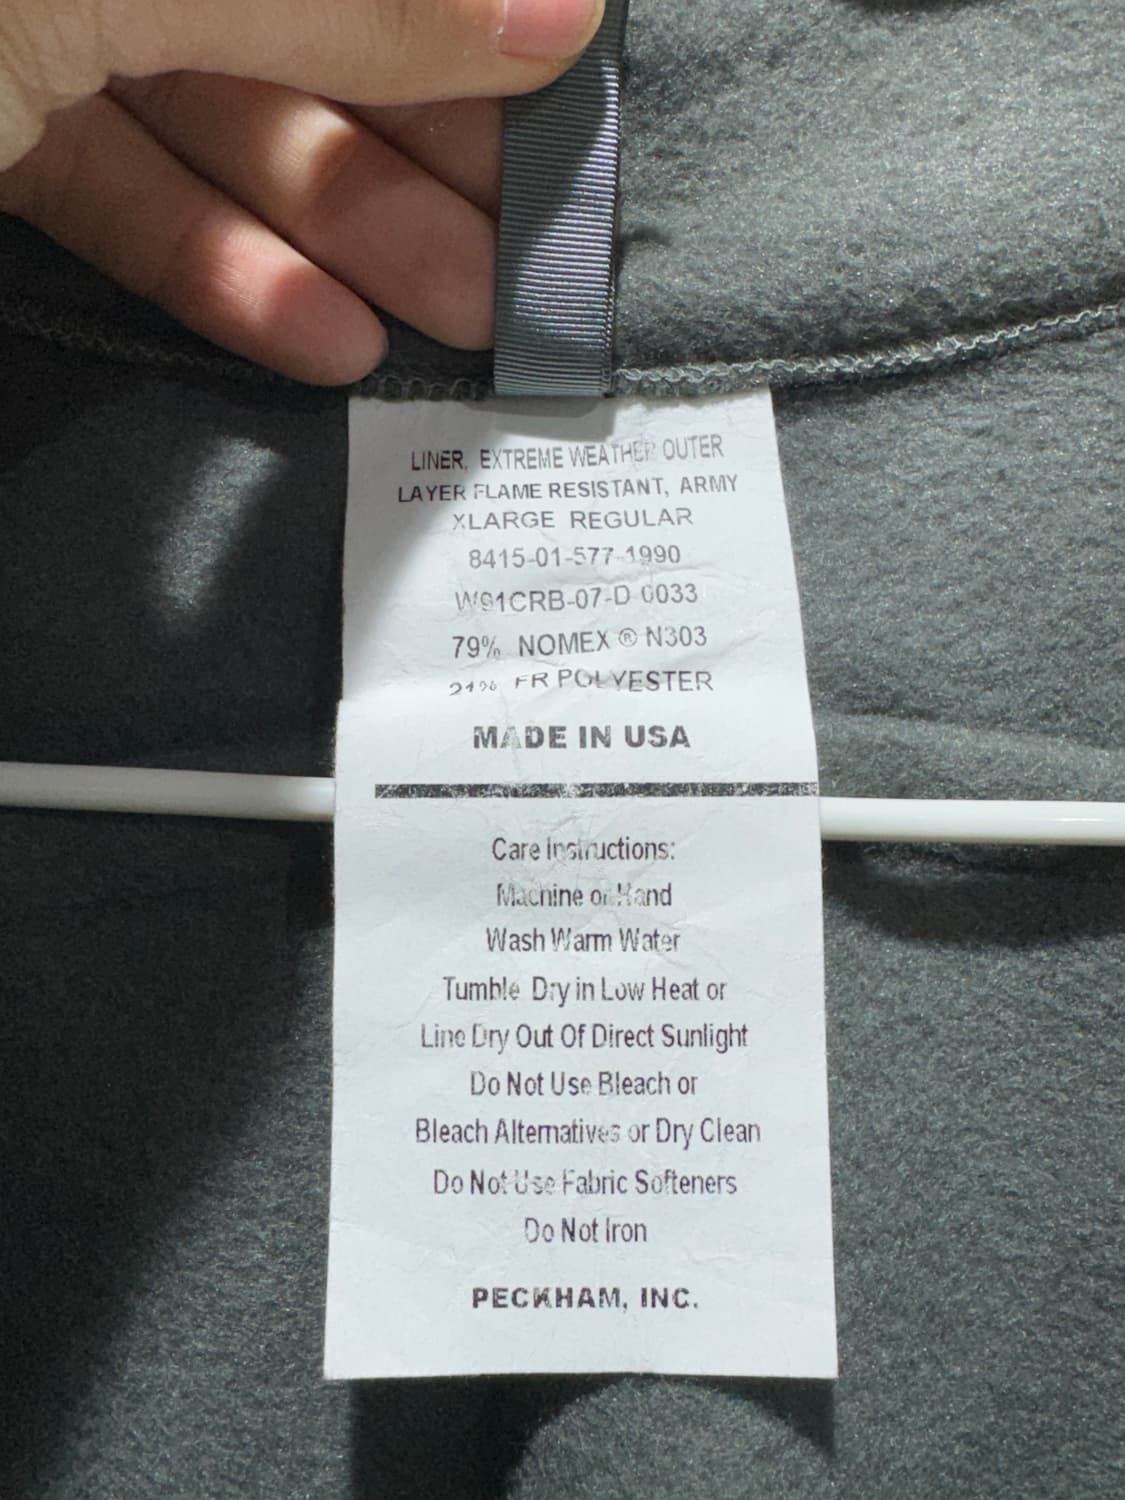 LINER, EXTREME WEATHER OUTER
LAYER FLAME RESISTANT, ARMY
XLARGE REGULAR
8415-01-577-1990
W91CRB-07-D 0033
79% NOMEX ® N303
21% FR POLYESTER
MADE IN USA
Care Instructions:
Machine or Hand
Wash Warm Water
Tumble Dry in Low Heat or
Line Dry Out Of Direct Sunlight
Do Not Use Bleach or
Bleach Alternatives or Dry Clean
Do Not Use Fabric Softeners
Do Not Iron
PECKHAM, INC.